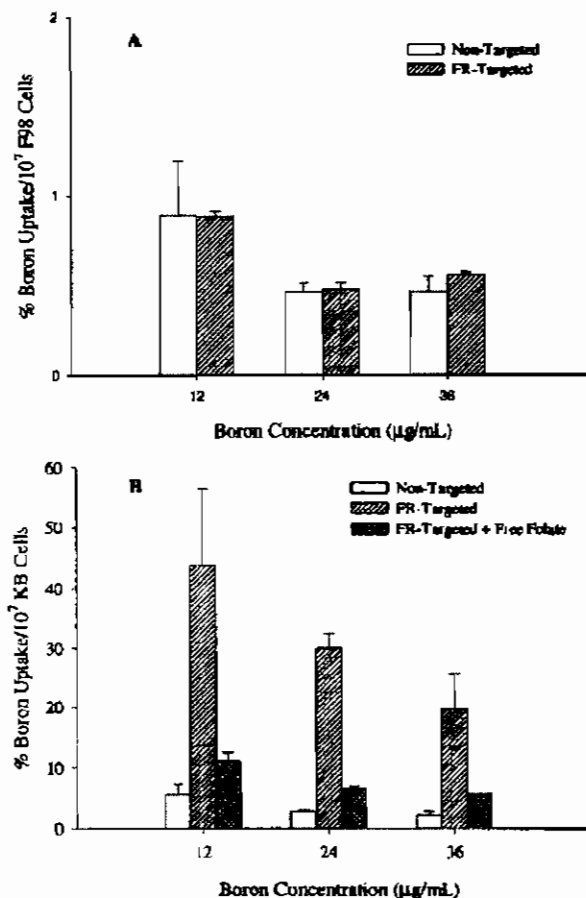 2
A
Non-Targeted
FR-Targeted
% Boron Uptake/10⁷ F98 Cells
1
0
12
24
36
Boron Concentration (µg/mL)
60
B
Non-Targeted
FR-Targeted
FR-Targeted + Free Folate
50
40
% Boron Uptake/10⁷ KB Cells
30
20
10
0
12
24
36
Boron Concentration (µg/mL)